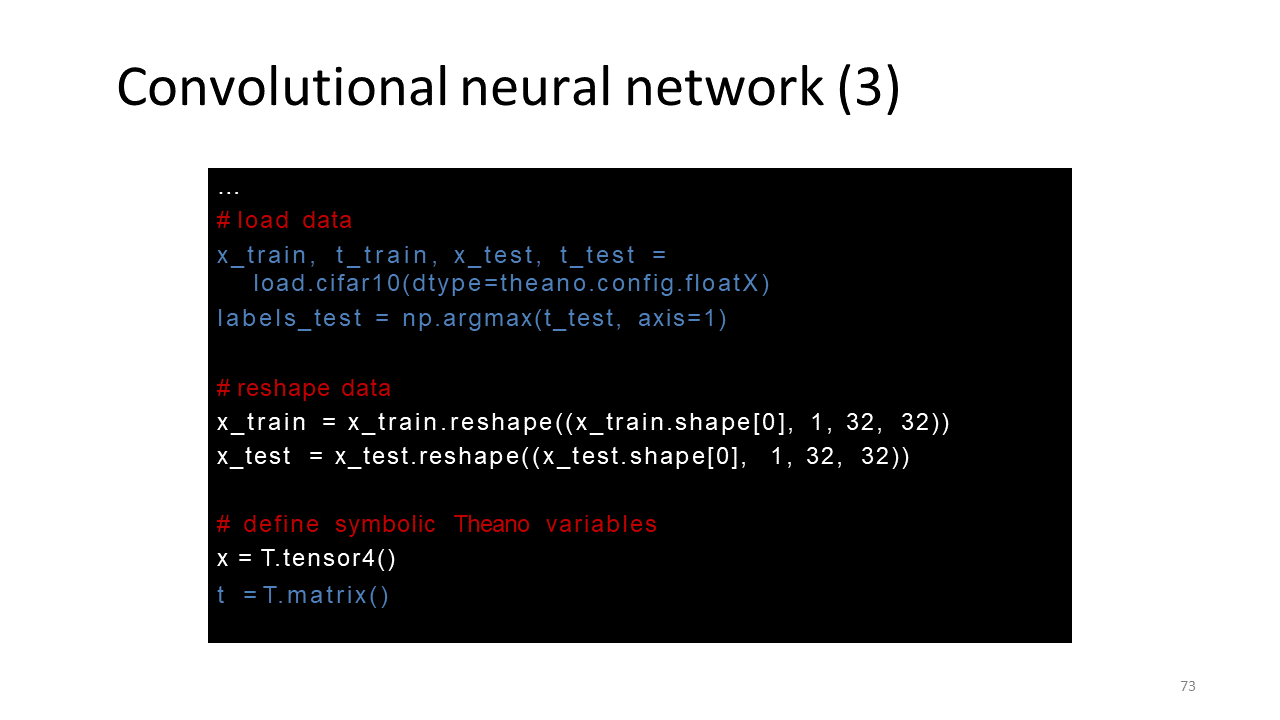 Convolutional neural network (3)
...
# load data
x_train, t_train, x_test, t_test =
load.cifar10(dtype=theano.config.floatX)
labels_test = np.argmax(t_test, axis=1)
# reshape data
x_train = x_train.reshape((x_train.shape[0], 1, 32, 32))
x_test = x_test.reshape((x_test.shape[0], 1, 32, 32))
# define symbolic Theano variables
x = T.tensor4()
t = T.matrix()
73